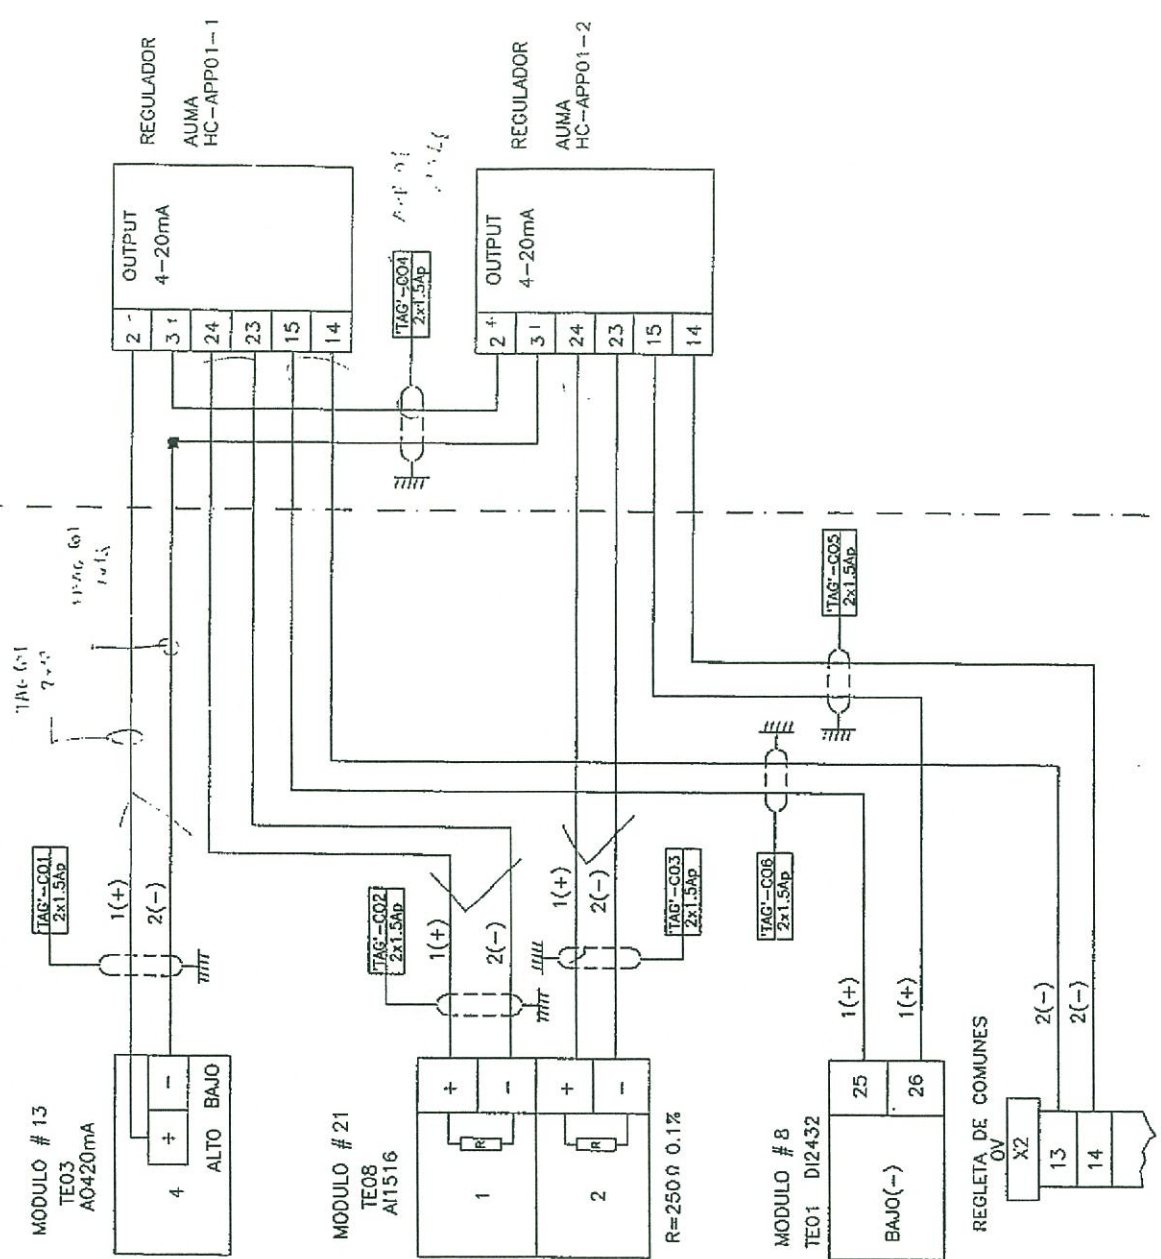 REGULADOR
AUMA
HC-APP01-1
OUTPUT
4-20mA
2 -
3
24
23
15
14
REGULADOR
AUMA
HC-APP01-2
OUTPUT
4-20mA
2 +
3 -
24
23
15
14
'TAG'-C04
2x1.5Ap
'TAG'-C05
2x1.5Ap
'TAG'-C01
2x1.5Ap
1(+)
2(-)
'TAG'-C02
2x1.5Ap
1(+)
2(-)
1(+)
2(-)
'TAG'-C03
2x1.5Ap
'TAG'-C06
2x1.5Ap
1(+)
1(+)
2(-)
2(-)
MODULO # 13
TE03
AO420mA
4
+
-
ALTO BAJO
MODULO # 21
TE08
AI1516
1
R
+
-
2
R
+
-
R=250Ω 0.1%
MODULO # 8
TE01 DI2432
BAJO(-)
25
26
REGLETA DE COMUNES
0V
X2
13
14